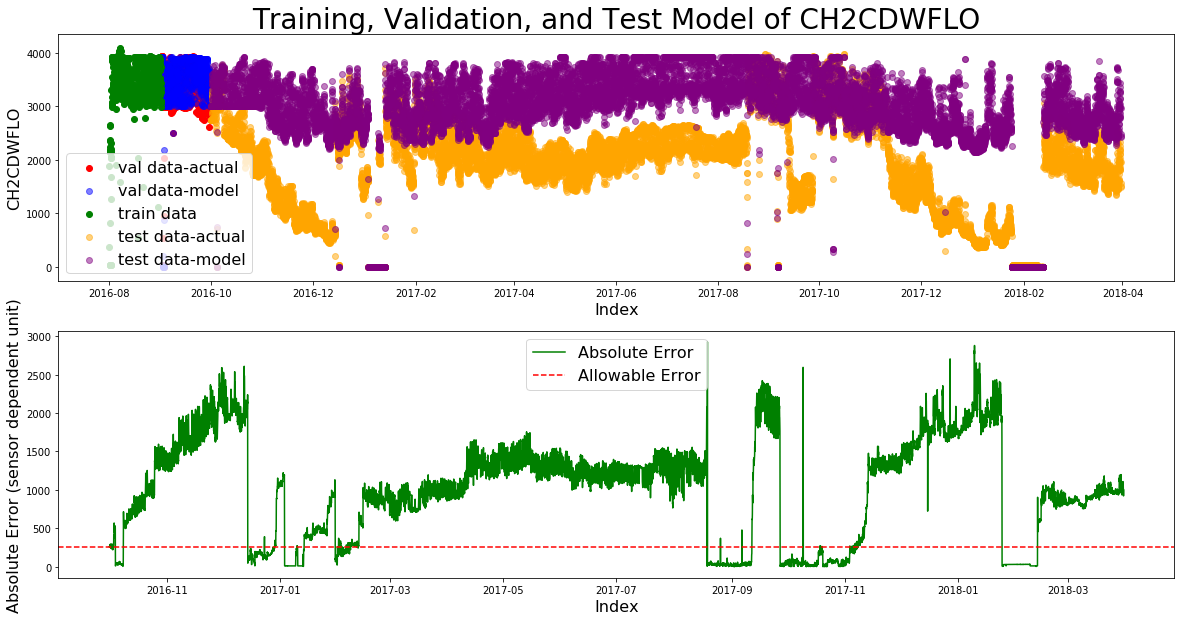 Training, Validation, and Test Model of CH2CDWFLO
CH2CDWFLO
4000
3000
2000
1000
0
val data-actual
val data-model
train data
test data-actual
test data-model
2016-08 2016-10 2016-12 2017-02 2017-04 2017-06 2017-08 2017-10 2017-12 2018-02 2018-04
Index
Absolute Error (sensor dependent unit)
3000
2500
2000
1500
1000
500
0
Absolute Error
Allowable Error
2016-11 2017-01 2017-03 2017-05 2017-07 2017-09 2017-11 2018-01 2018-03
Index